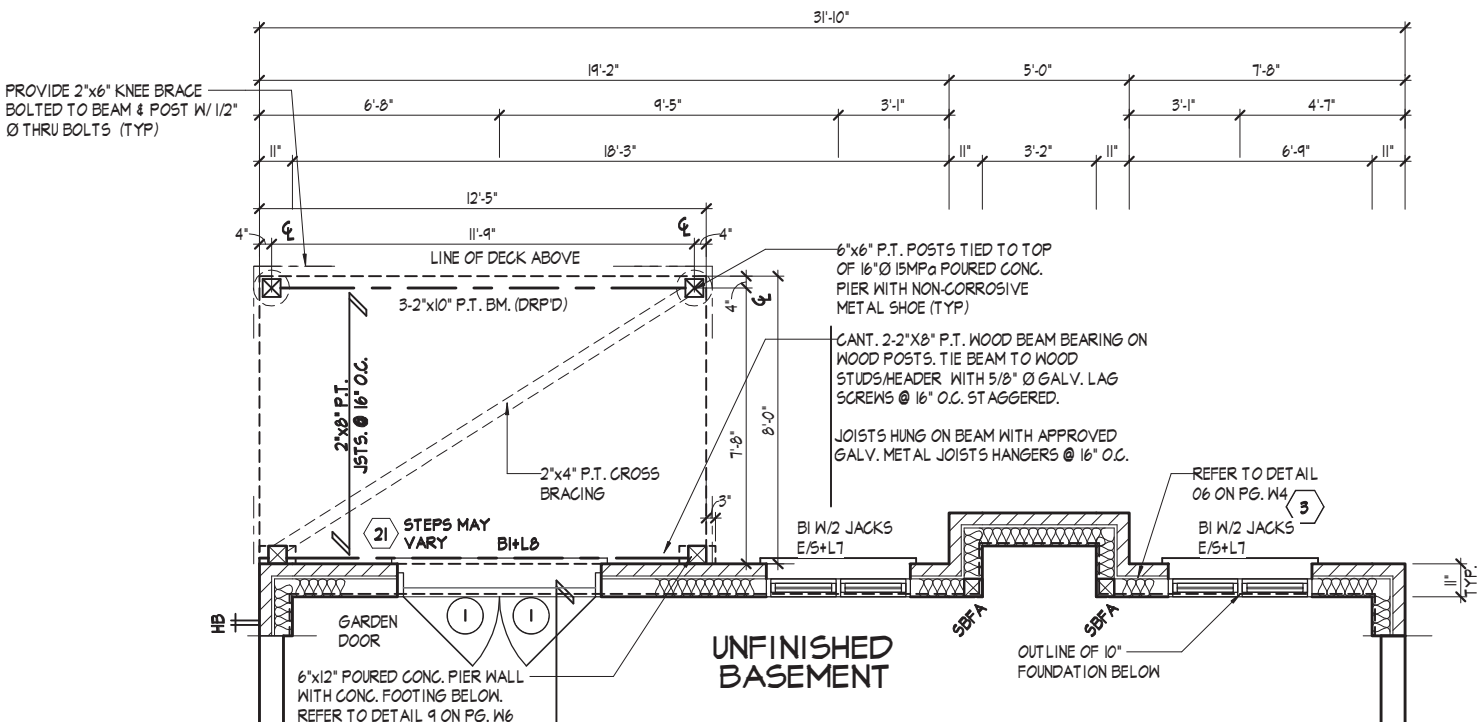 31'-10"
19'-2"
5'-0"
7'-8"
PROVIDE 2"x6" KNEE BRACE
BOLTED TO BEAM & POST W/ 1/2"
Ø THRU BOLTS (TYP)
6'-8"
9'-5"
3'-1"
3'-1"
4'-7"
11"
18'-3"
11"
3'-2"
11"
6'-9"
11"
12'-5"
4"
℄
11'-9"
℄
4"
LINE OF DECK ABOVE
3-2"x10" P.T. BM. (DRP'D)
4"
℄
6"x6" P.T. POSTS TIED TO TOP
OF 16"Ø 15MPa POURED CONC.
PIER WITH NON-CORROSIVE
METAL SHOE (TYP)
CANT. 2-2"X8" P.T. WOOD BEAM BEARING ON
WOOD POSTS. TIE BEAM TO WOOD
STUDS/HEADER WITH 5/8" Ø GALV. LAG
SCREWS @ 16" O.C. STAGGERED.
JOISTS HUNG ON BEAM WITH APPROVED
GALV. METAL JOISTS HANGERS @ 16" O.C.
2"x8" P.T.
JSTS. @ 16" O.C.
7'-8"
8'-0"
2"x4" P.T. CROSS
BRACING
3"
REFER TO DETAIL
06 ON PG. W4
3
21
STEPS MAY
VARY
B1+L8
B1 W/2 JACKS
E/S+L7
B1 W/2 JACKS
E/S+L7
11"
TYP.
HB
GARDEN
DOOR
1
1
SBFA
SBFA
UNFINISHED
BASEMENT
OUTLINE OF 10"
FOUNDATION BELOW
6"x12" POURED CONC. PIER WALL
WITH CONC. FOOTING BELOW.
REFER TO DETAIL 9 ON PG. W6